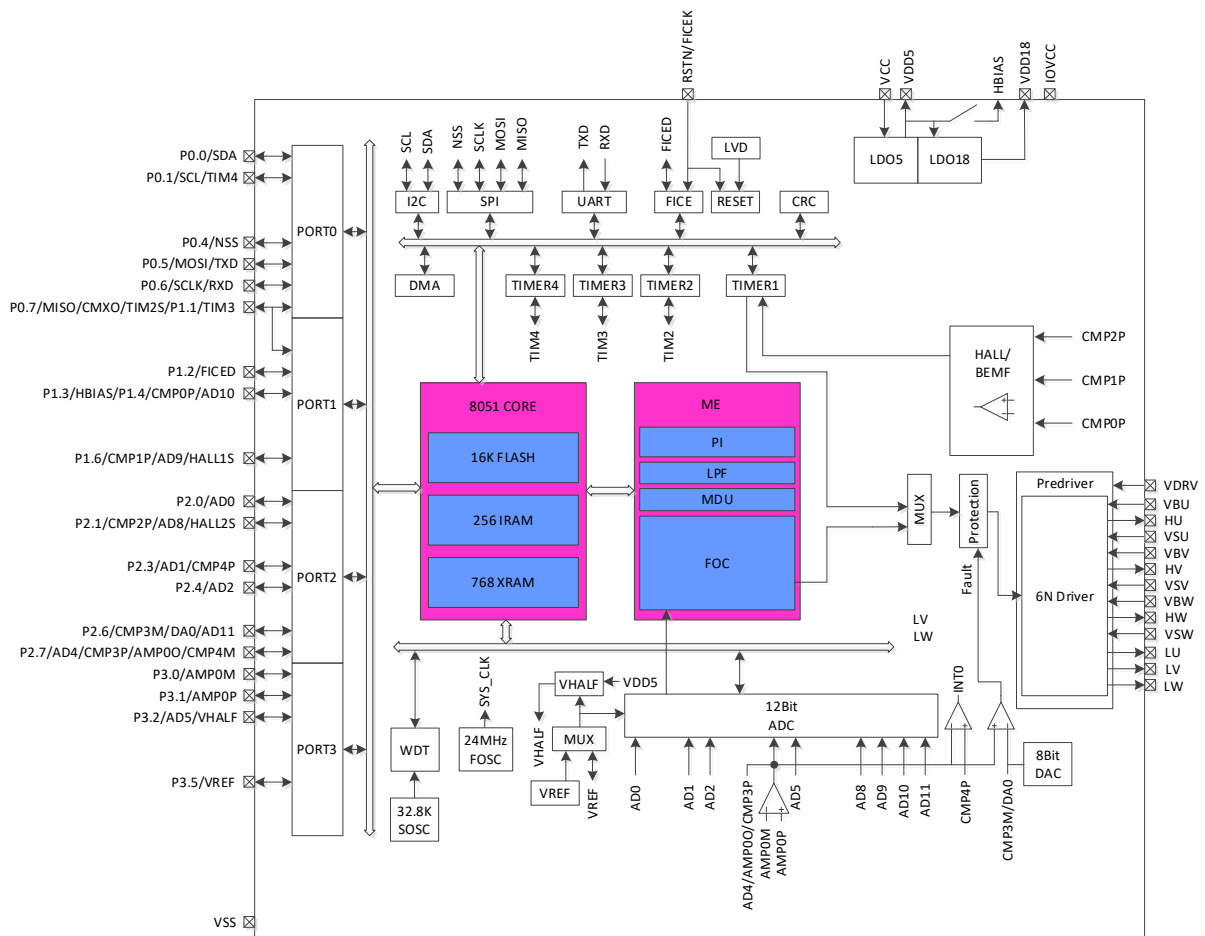 RSTN/FICEK
VCC
VDD5
HBIAS
VDD18
IOVCC
P0.0/SDA
P0.1/SCL/TIM4
P0.4/NSS
P0.5/MOSI/TXD
P0.6/SCLK/RXD
P0.7/MISO/CMXO/TIM2S/P1.1/TIM3
P1.2/FICED
P1.3/HBIAS/P1.4/CMP0P/AD10
P1.6/CMP1P/AD9/HALL1S
P2.0/AD0
P2.1/CMP2P/AD8/HALL2S
P2.3/AD1/CMP4P
P2.4/AD2
P2.6/CMP3M/DA0/AD11
P2.7/AD4/CMP3P/AMP0O/CMP4M
P3.0/AMP0M
P3.1/AMP0P
P3.2/AD5/VHALF
P3.5/VREF
VSS
PORT0
PORT1
PORT2
PORT3
SCL
SDA
NSS
SCLK
MOSI
MISO
TXD
RXD
FICED
LVD
I2C
SPI
UART
FICE
RESET
CRC
LDO5
LDO18
DMA
TIMER4
TIMER3
TIMER2
TIMER1
TIM4
TIM3
TIM2
HALL/
BEMF
CMP2P
CMP1P
CMP0P
8051 CORE
16K FLASH
256 IRAM
768 XRAM
ME
PI
LPF
MDU
FOC
MUX
Protection
Fault
Predriver
6N Driver
VDRV
VBU
HU
VSU
VBV
HV
VSV
VBW
HW
VSW
LU
LV
LW
LV
LW
WDT
32.8K
SOSC
SYS_CLK
24MHz
FOSC
VHALF
VDD5
VHALF
MUX
VREF
VREF
12Bit
ADC
AD0
AD1
AD2
AD4/AMP0O/CMP3P
AMP0M
AMP0P
AD5
AD8
AD9
AD10
AD11
INT0
CMP4P
CMP3M/DA0
8Bit
DAC